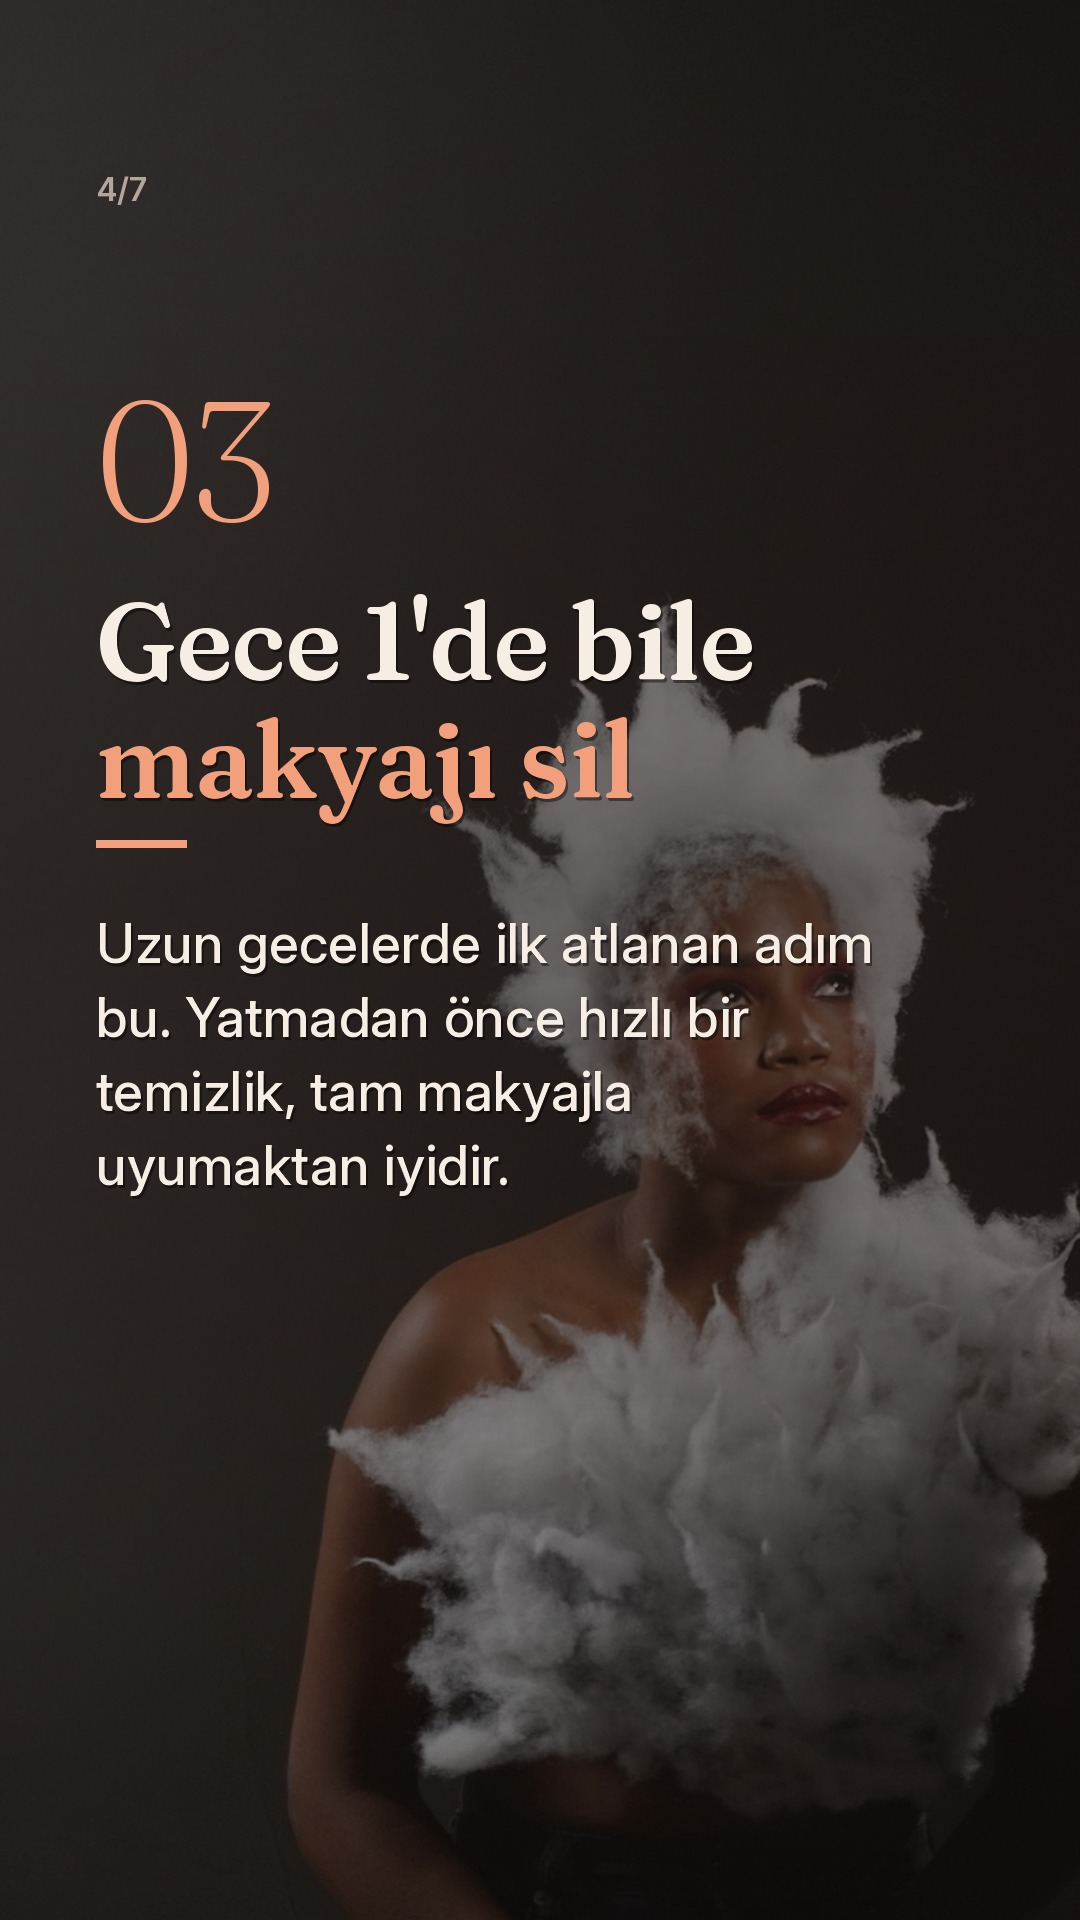 4/7
03
Gece 1'de bile
makyajı sil
Uzun gecelerde ilk atlanan adım
bu. Yatmadan önce hızlı bir
temizlik, tam makyajla
uyumaktan iyidir.